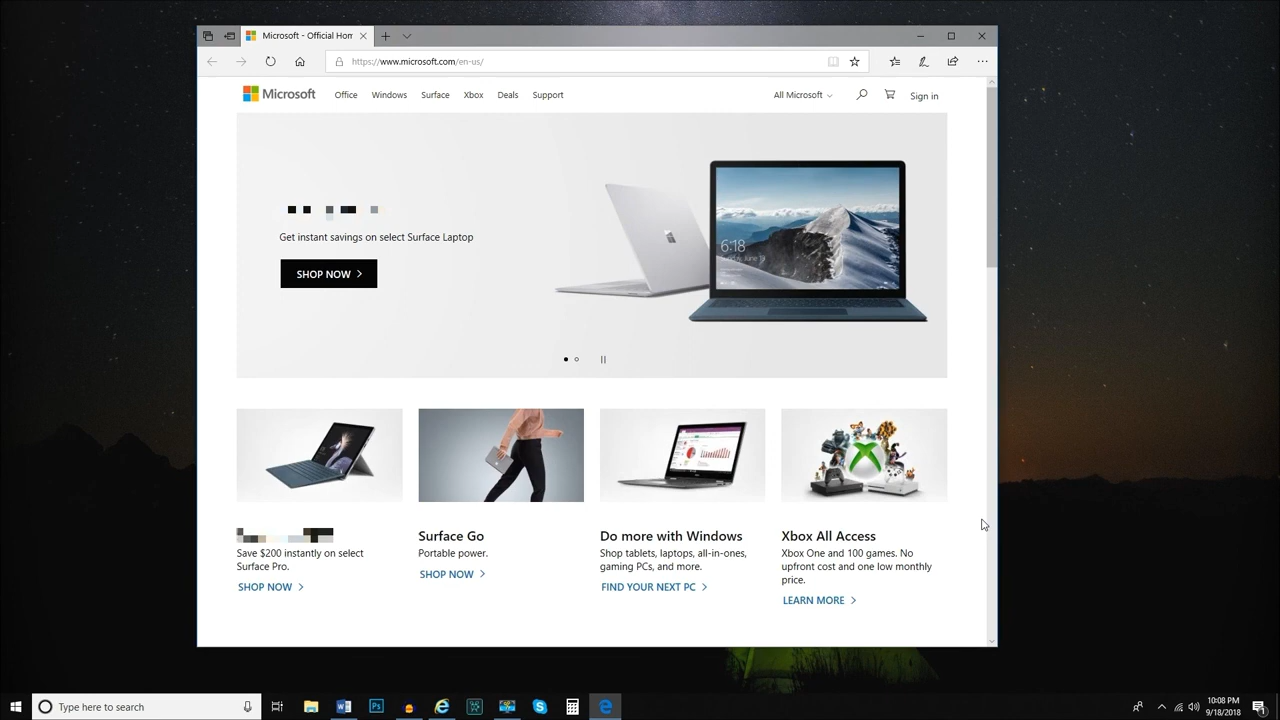 Microsoft - Official Hom
https://www.microsoft.com/en-us/
Microsoft
Office
Windows
Surface
Xbox
Deals
Support
All Microsoft
Sign in
Get instant savings on select Surface Laptop
SHOP NOW
6:18
Save $200 instantly on select
Surface Pro.
SHOP NOW
Surface Go
Portable power.
SHOP NOW
Do more with Windows
Shop tablets, laptops, all-in-ones,
gaming PCs, and more.
FIND YOUR NEXT PC
Xbox All Access
Xbox One and 100 games. No
upfront cost and one low monthly
price.
LEARN MORE
Type here to search
Ps
10:08 PM
9/18/2018
1